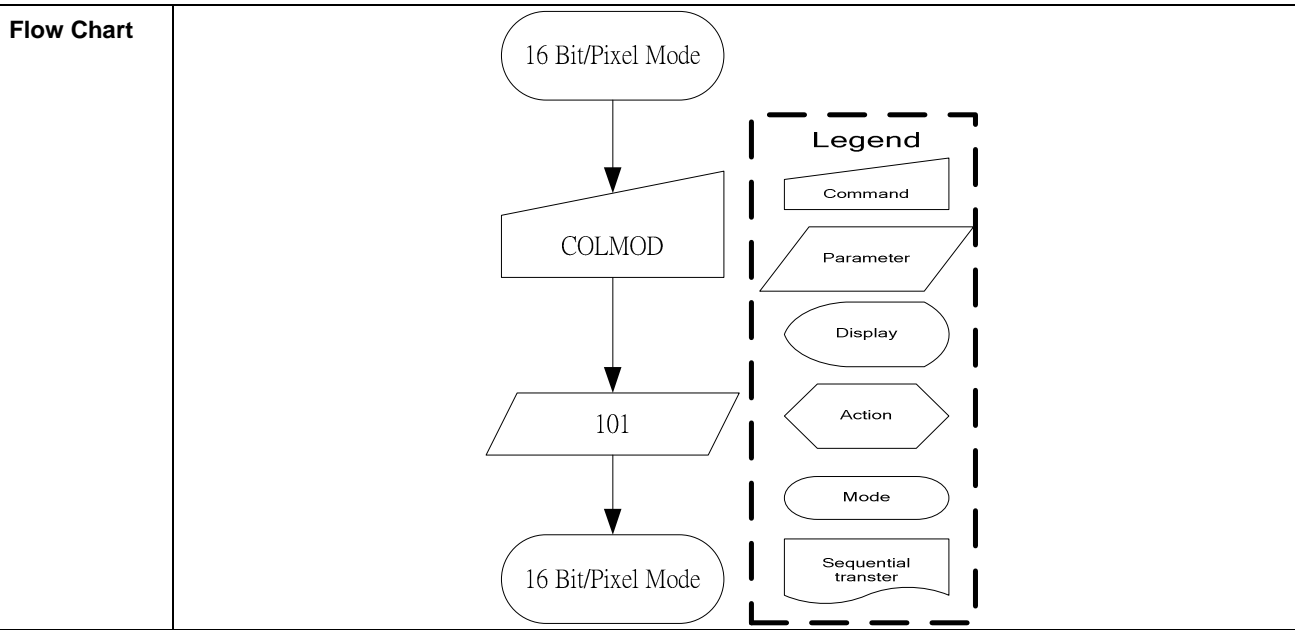 Flow Chart
16 Bit/Pixel Mode
COLMOD
101
16 Bit/Pixel Mode
Legend
Command
Parameter
Display
Action
Mode
Sequential
transter